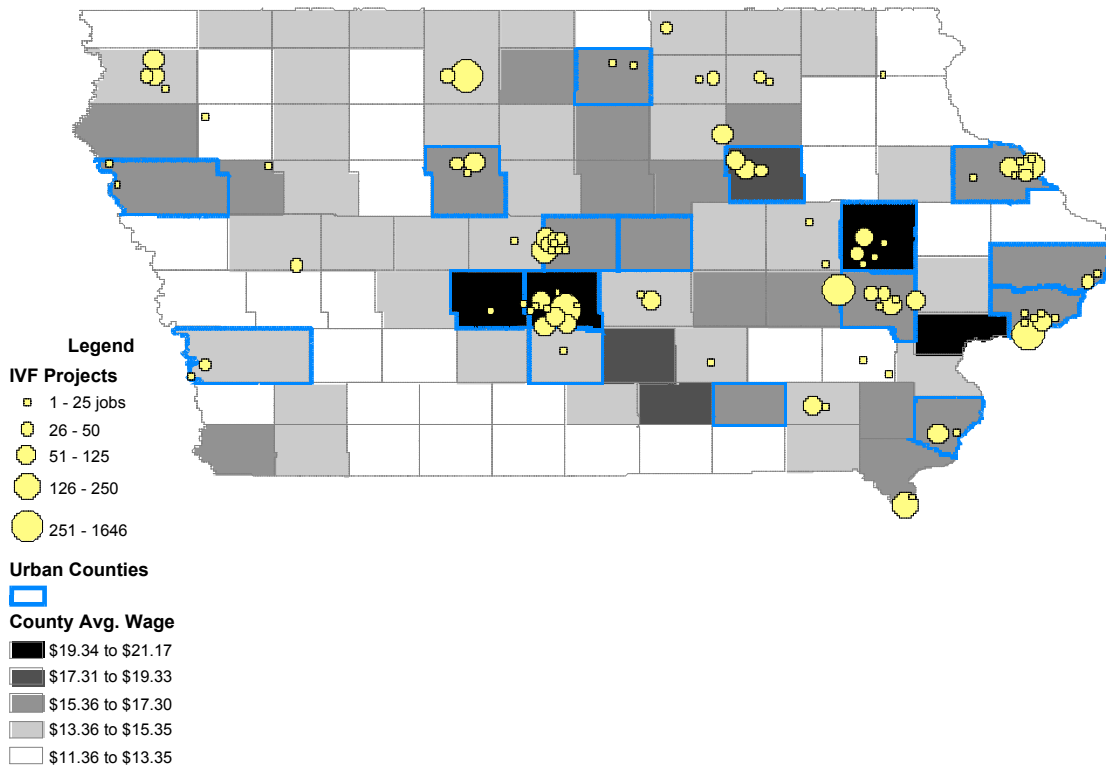 Legend
IVF Projects
1 - 25 jobs
26 - 50
51 - 125
126 - 250
251 - 1646
Urban Counties
County Avg. Wage
$19.34 to $21.17
$17.31 to $19.33
$15.36 to $17.30
$13.36 to $15.35
$11.36 to $13.35